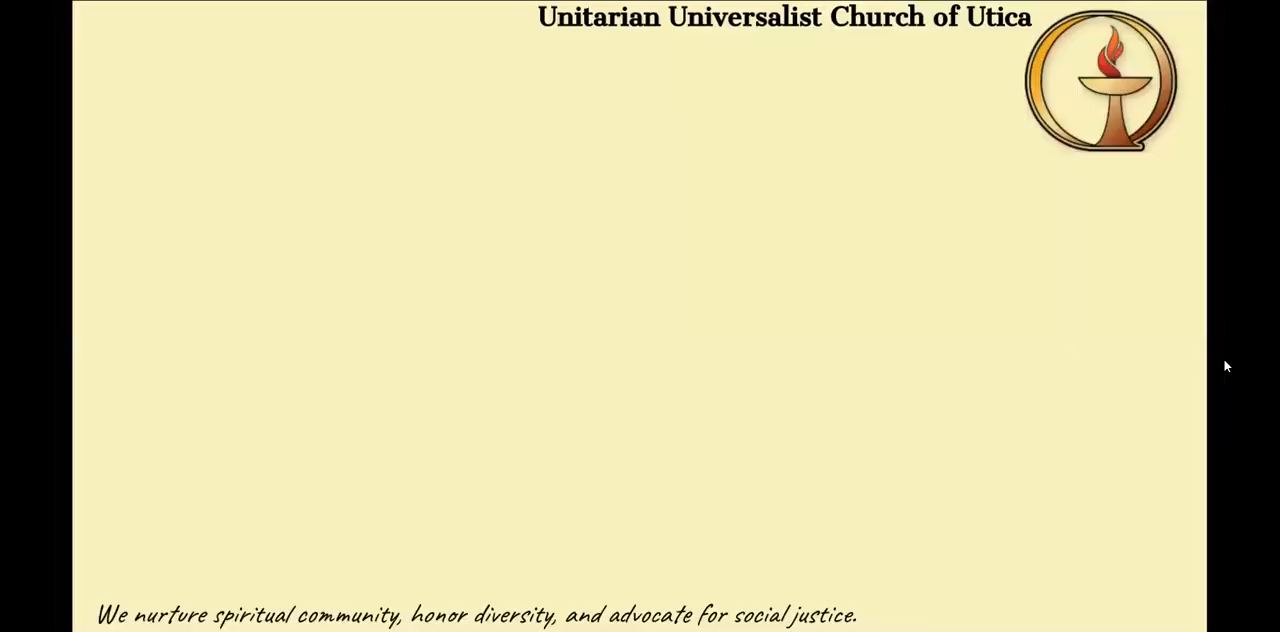 Unitarian Universalist Church of Utica
We nurture spiritual community, honor diversity, and advocate for social justice.